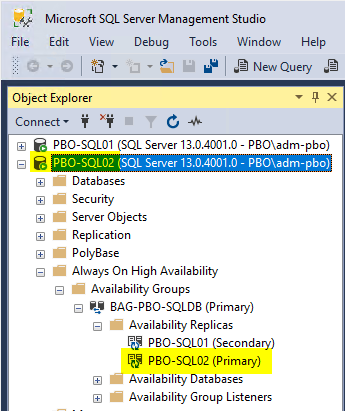 Microsoft SQL Server Management Studio
File Edit View Debug Tools Window Help
New Query
Object Explorer
Connect
PBO-SQL01 (SQL Server 13.0.4001.0 - PBO\adm-pbo)
PBO-SQL02 (SQL Server 13.0.4001.0 - PBO\adm-pbo)
Databases
Security
Server Objects
Replication
PolyBase
Always On High Availability
Availability Groups
BAG-PBO-SQLDB (Primary)
Availability Replicas
PBO-SQL01 (Secondary)
PBO-SQL02 (Primary)
Availability Databases
Availability Group Listeners